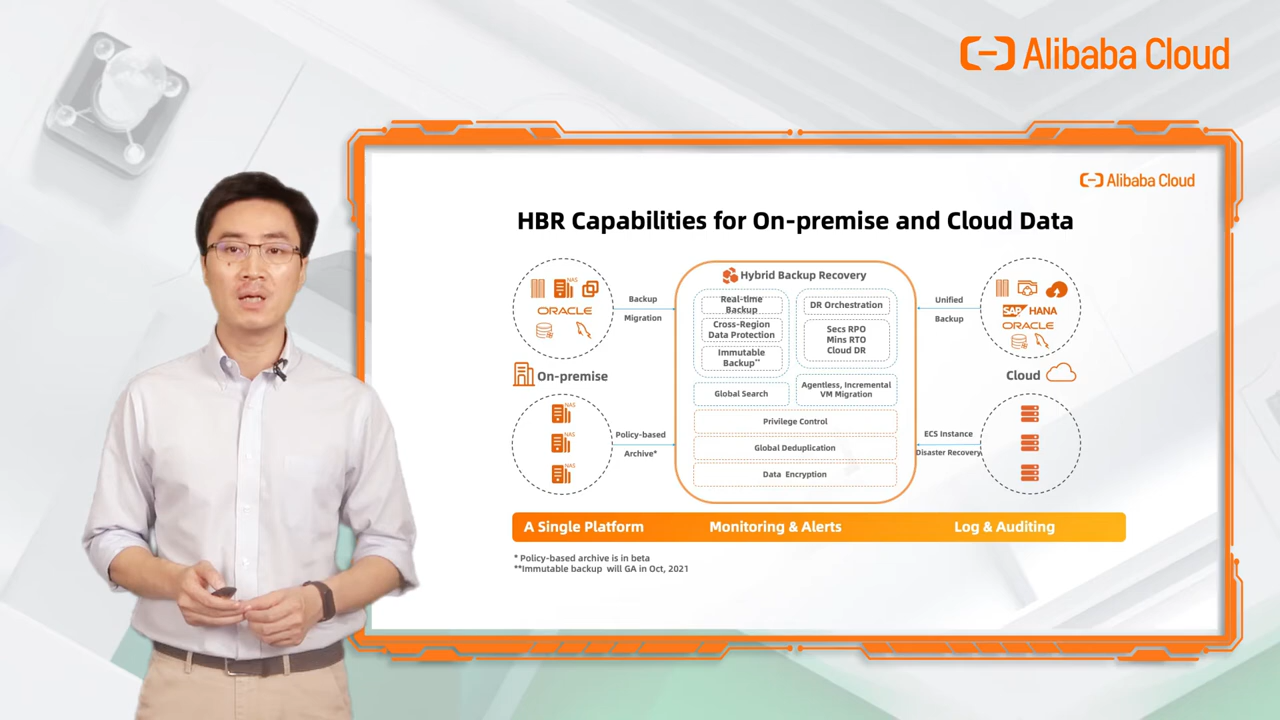 Alibaba Cloud
Alibaba Cloud
HBR Capabilities for On-premise and Cloud Data
NAS
ORACLE
On-premise
NAS
NAS
NAS
Backup
Migration
Policy-based
Archive*
Hybrid Backup Recovery
Real-time
Backup
Cross-Region
Data Protection
Immutable
Backup**
DR Orchestration
Secs RPO
Mins RTO
Cloud DR
Global Search
Agentless, Incremental
VM Migration
Privilege Control
Global Deduplication
Data Encryption
Unified
Backup
ECS Instance
Disaster Recovery
SAP HANA
ORACLE
Cloud
A Single Platform
Monitoring & Alerts
Log & Auditing
* Policy-based archive is in beta
**Immutable backup will GA in Oct, 2021